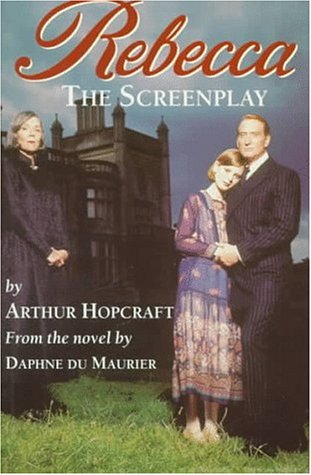 Rebecca
THE SCREENPLAY
by
ARTHUR HOPCRAFT
From the novel by
DAPHNE DU MAURIER